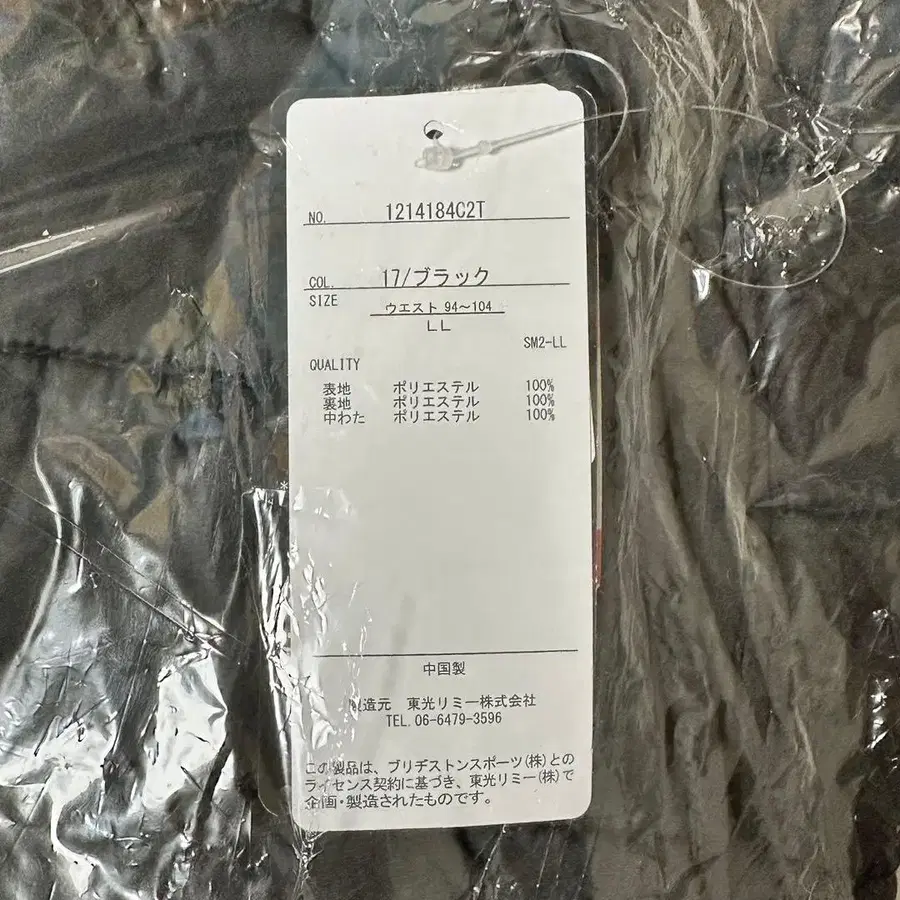 NO. 1214184C2T
COL. 17/ブラック
SIZE ウエスト 94～104
LL
SM2-LL
QUALITY
表地 ポリエステル 100%
裏地 ポリエステル 100%
中わた ポリエステル 100%
中国製
製造元 東光リミー株式会社
TEL. 06-6479-3596
この製品は、ブリヂストンスポーツ(株)との
ライセンス契約に基づき、東光リミー(株)で
企画・製造されたものです。